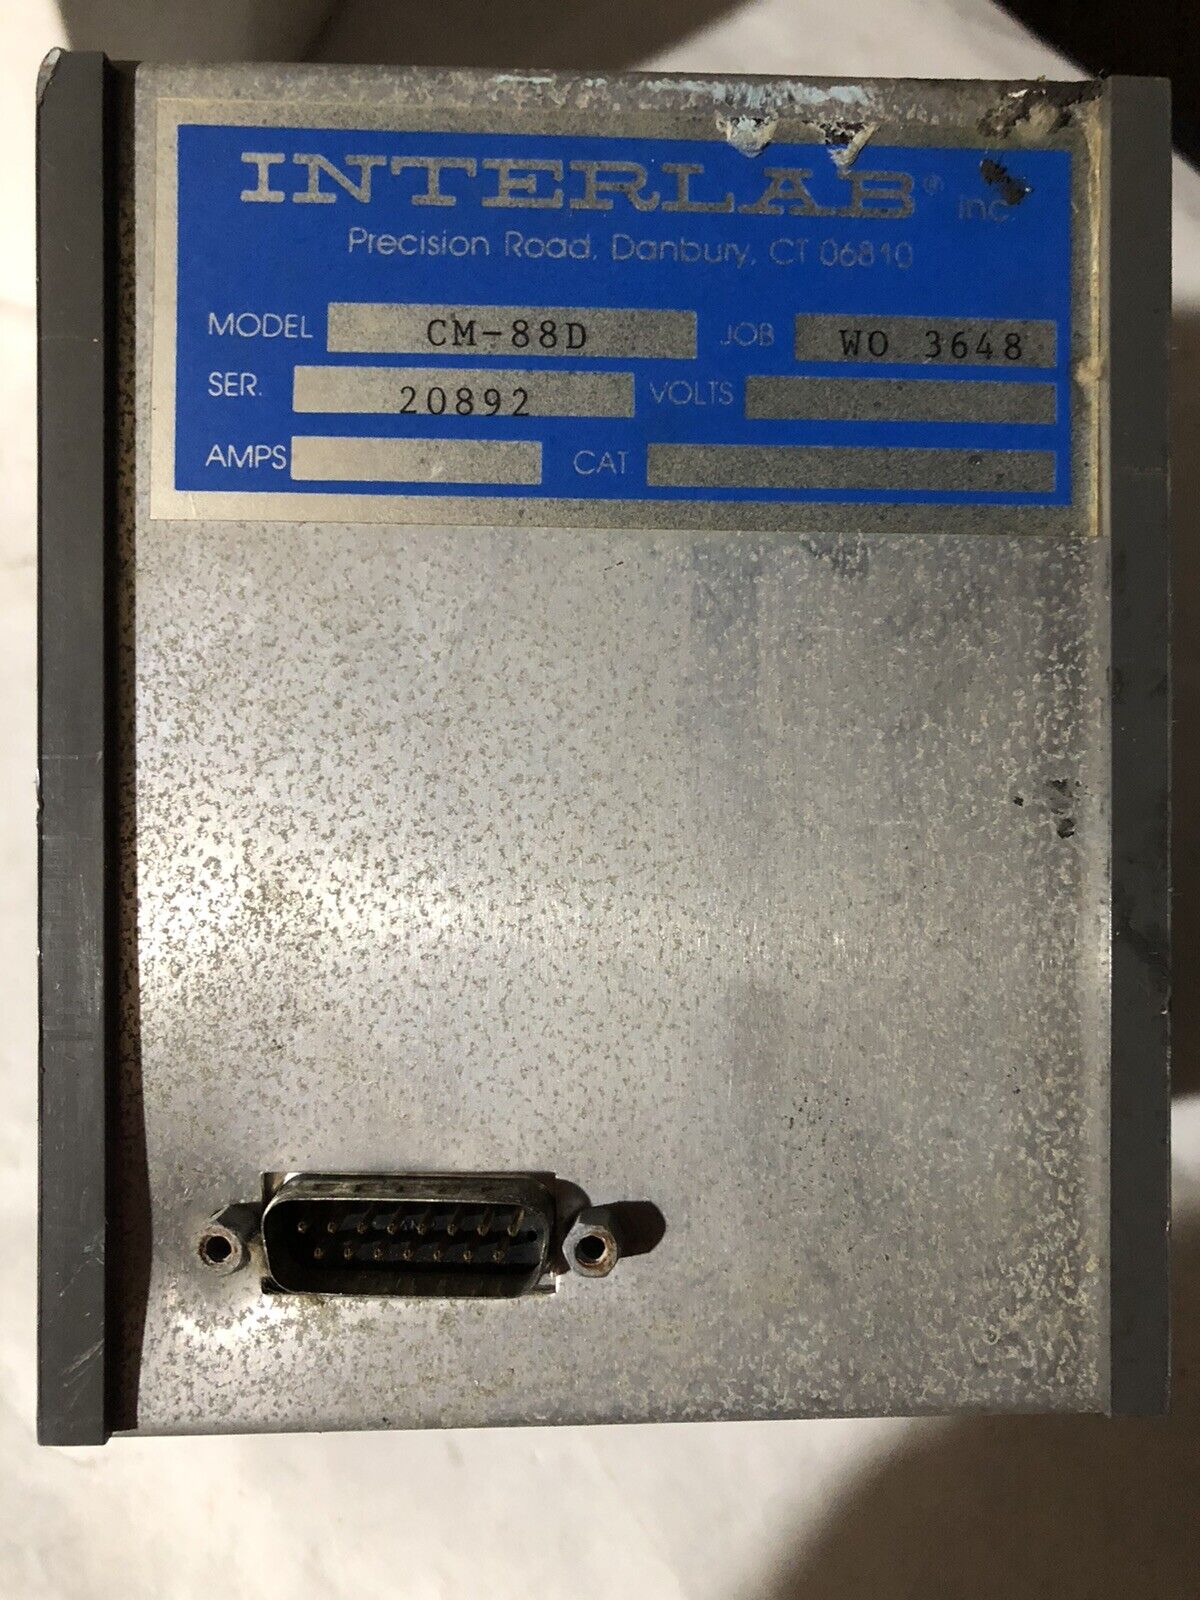 INTERLAB® inc.
Precision Road, Danbury, CT 06810
MODEL CM-88D JOB WO 3648
SER. 20892 VOLTS
AMPS CAT.